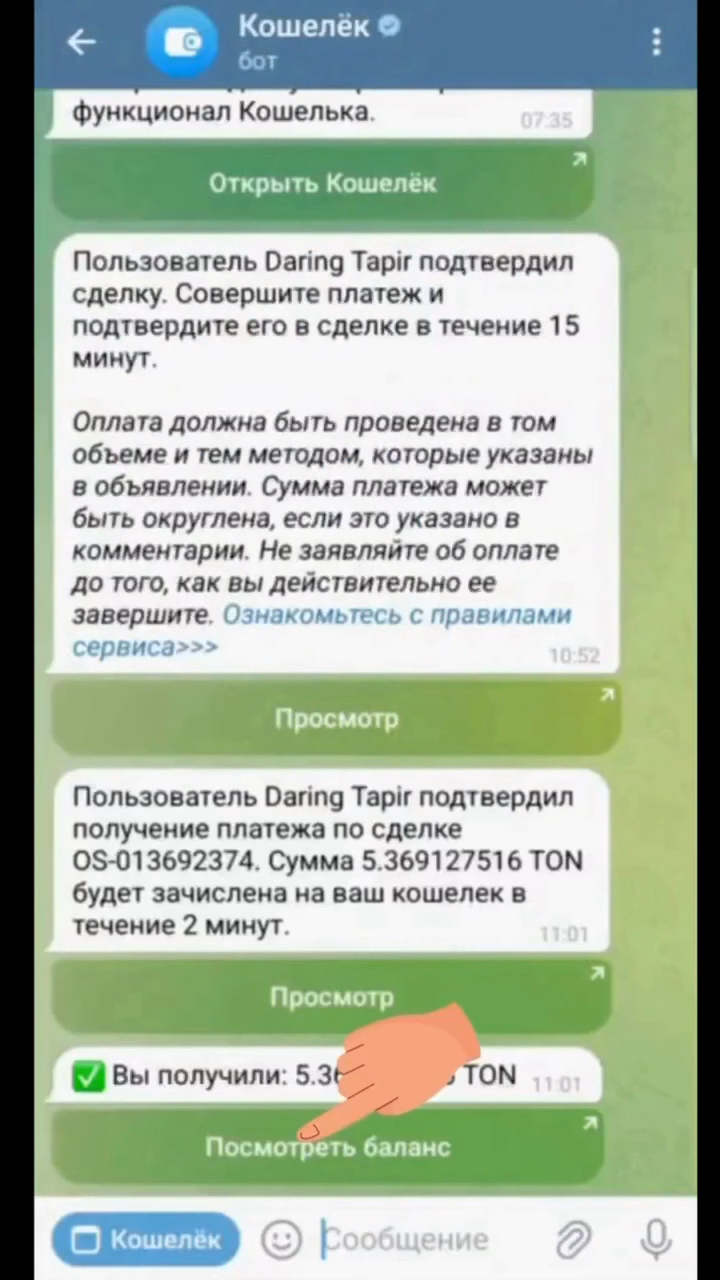 Кошелёк
бот
функционал Кошелька.
07:35
Открыть Кошелёк
Пользователь Daring Tapir подтвердил
сделку. Совершите платеж и
подтвердите его в сделке в течение 15
минут.
Оплата должна быть проведена в том
объеме и тем методом, которые указаны
в объявлении. Сумма платежа может
быть округлена, если это указано в
комментарии. Не заявляйте об оплате
до того, как вы действительно ее
завершите. Ознакомьтесь с правилами
сервиса>>>
10:52
Просмотр
Пользователь Daring Tapir подтвердил
получение платежа по сделке
OS-013692374. Сумма 5.369127516 TON
будет зачислена на ваш кошелек в
течение 2 минут.
11:01
Просмотр
Вы получили: TON
11:01
Посмотреть баланс
Кошелёк
Сообщение